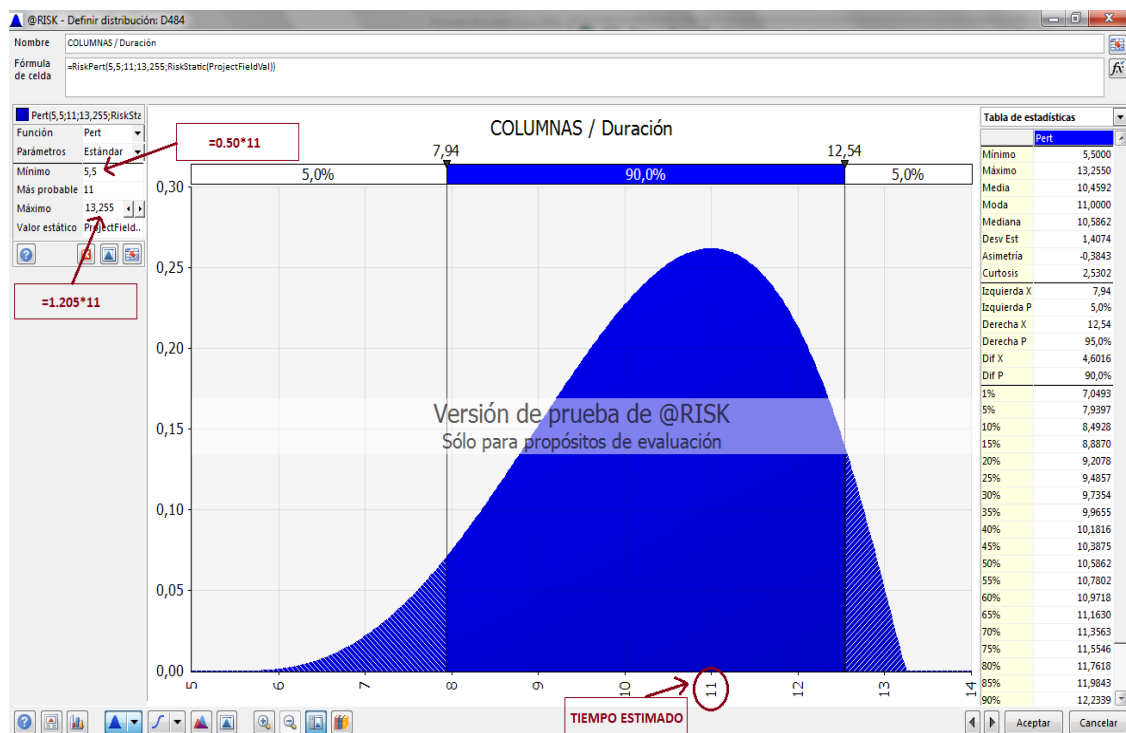 @RISK - Definir distribución: D484
Nombre COLUMNAS / Duración
Fórmula de celda =RiskPert(5,5;11;13,255;RiskStatic(ProjectFieldVal))
fx
Pert(5,5;11;13,255;RiskSta
Función Pert
Parámetros Estándar
Mínimo 5,5
Más probable 11
Máximo 13,255
Valor estático ProjectField..
=0.50*11
=1.205*11
COLUMNAS / Duración
7,94 12,54
5,0% 90,0% 5,0%
0,30
0,25
0,20
0,15
0,10
0,05
0,00
5 6 7 8 9 10 11 12 13 14
Versión de prueba de @RISK
Sólo para propósitos de evaluación
TIEMPO ESTIMADO
Tabla de estadísticas
Pert
Mínimo 5,5000
Máximo 13,2550
Media 10,4592
Moda 11,0000
Mediana 10,5862
Desv Est 1,4074
Asimetría -0,3843
Curtosis 2,5302
Izquierda X 7,94
Izquierda P 5,0%
Derecha X 12,54
Derecha P 95,0%
Dif X 4,6016
Dif P 90,0%
1% 7,0493
5% 7,9397
10% 8,4928
15% 8,8870
20% 9,2078
25% 9,4857
30% 9,7354
35% 9,9655
40% 10,1816
45% 10,3875
50% 10,5862
55% 10,7802
60% 10,9718
65% 11,1630
70% 11,3563
75% 11,5546
80% 11,7618
85% 11,9843
90% 12,2339
Aceptar Cancelar